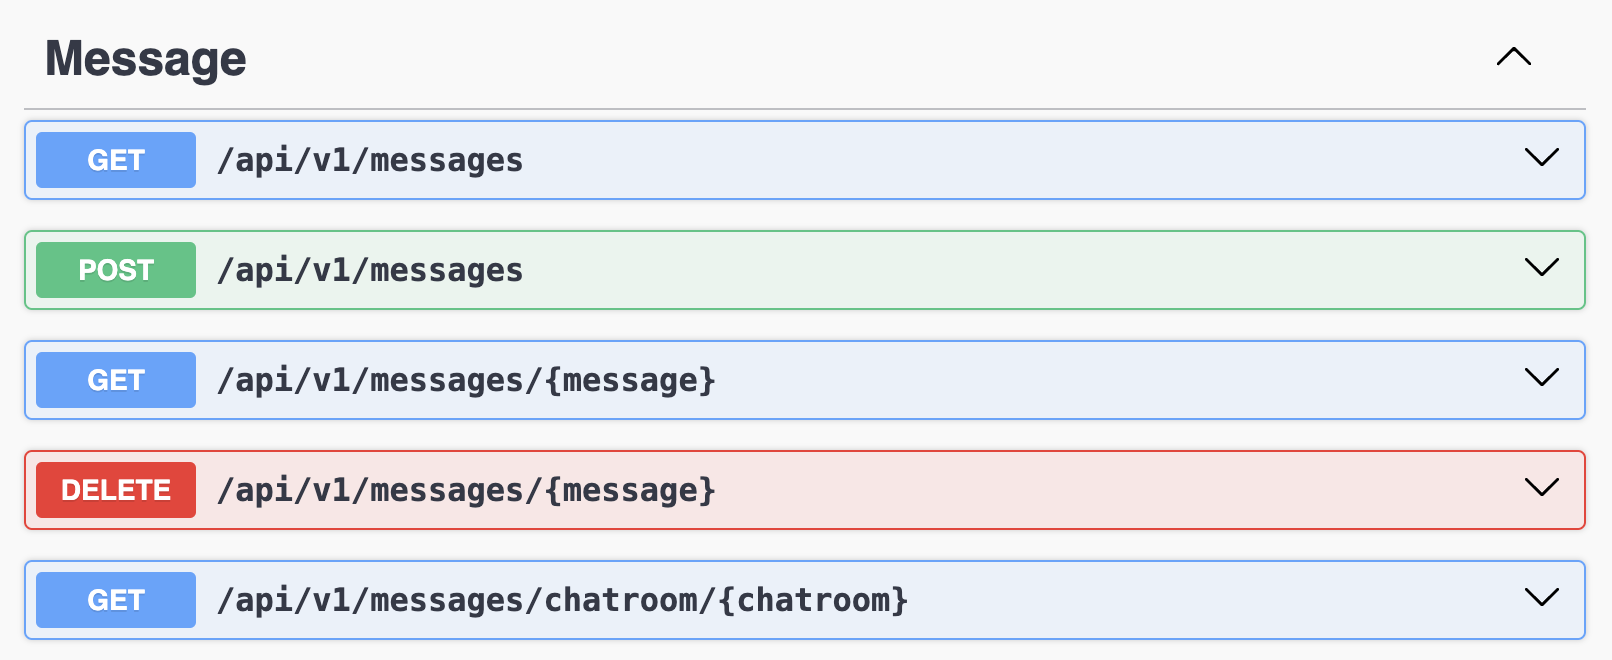 Message
GET /api/v1/messages
POST /api/v1/messages
GET /api/v1/messages/{message}
DELETE /api/v1/messages/{message}
GET /api/v1/messages/chatroom/{chatroom}